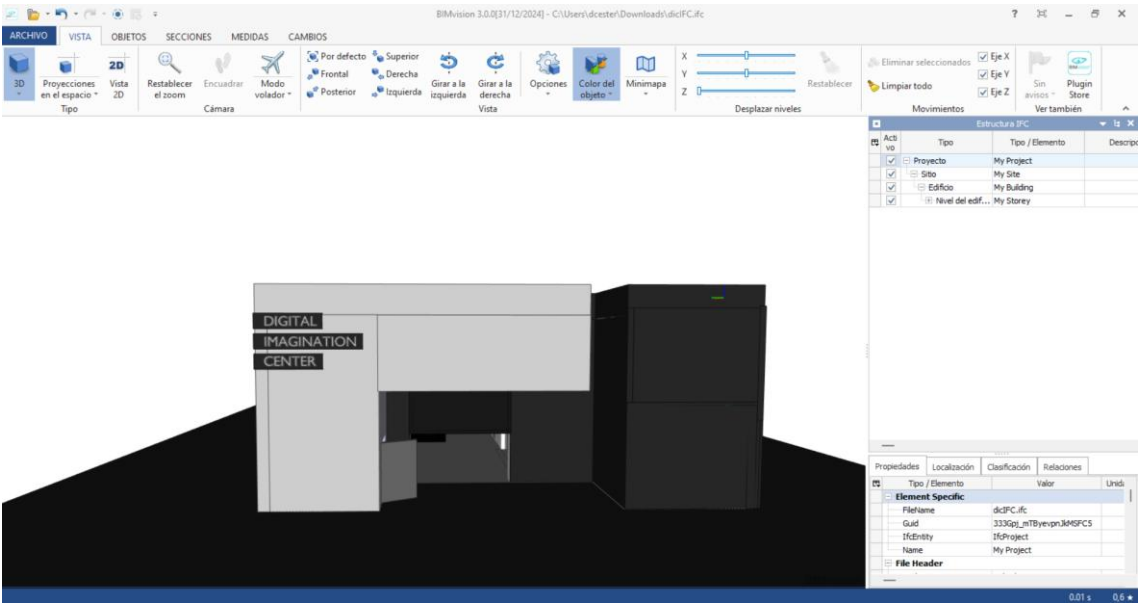 BIMvision 3.0.0[31/12/2024] - C:\Users\dcester\Downloads\dicIFC.ifc
?
ARCHIVO VISTA OBJETOS SECCIONES MEDIDAS CAMBIOS
3D
Proyecciones en el espacio
2D
Vista 2D
Tipo
Restablecer el zoom
Encuadrar
Modo volador
Cámara
Por defecto
Frontal
Posterior
Superior
Derecha
Izquierda
Girar a la izquierda
Girar a la derecha
Vista
Opciones
Color del objeto
Minimapa
X
Y
Z
Restablecer
Desplazar niveles
Eliminar seleccionados
Limpiar todo
Eje X
Eje Y
Eje Z
Movimientos
Sin avisos
Plugin Store
Ver también
Estructura IFC
Activo Tipo Tipo / Elemento Descripc
Proyecto My Project
Sitio My Site
Edificio My Building
Nivel del edif... My Storey
DIGITAL
IMAGINATION
CENTER
Propiedades Localización Clasificación Relaciones
Tipo / Elemento Valor Unida
Element Specific
FileName dicIFC.ifc
Guid 333Gpj_mTByevpnJkMSFC5
IfcEntity IfcProject
Name My Project
File Header
0.01 s 0,6